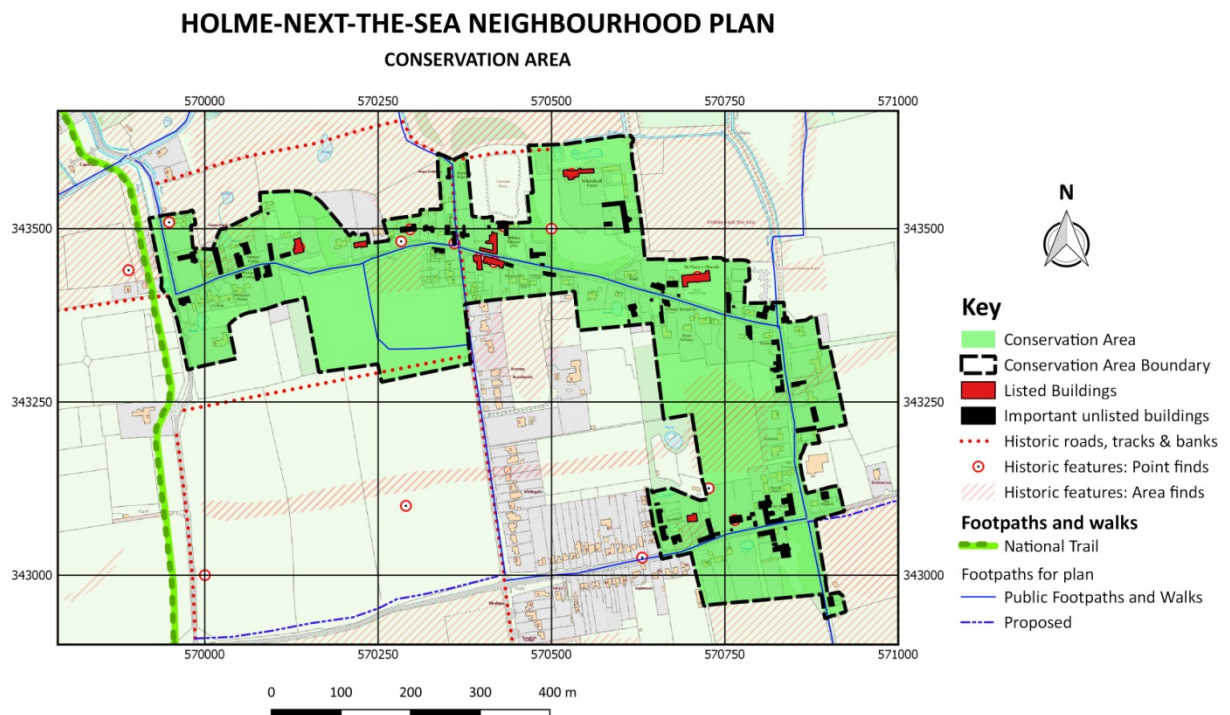 HOLME-NEXT-THE-SEA NEIGHBOURHOOD PLAN
CONSERVATION AREA
570000 570250 570500 570750 571000
343500 343500
343250 343250
343000 343000
570000 570250 570500 570750 571000
0 100 200 300 400 m
N
Key
Conservation Area
Conservation Area Boundary
Listed Buildings
Important unlisted buildings
Historic roads, tracks & banks
Historic features: Point finds
Historic features: Area finds
Footpaths and walks
National Trail
Footpaths for plan
Public Footpaths and Walks
Proposed